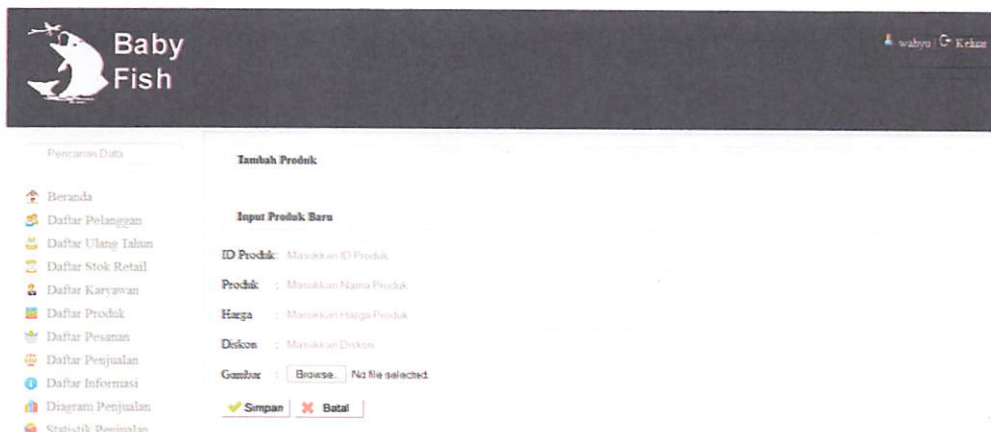 Baby
Fish
wahyu | Keluar
Pencarian Data
Beranda
Daftar Pelanggan
Daftar Ulang Tahun
Daftar Stok Retail
Daftar Karyawan
Daftar Produk
Daftar Pesanan
Daftar Penjualan
Daftar Informasi
Diagram Penjualan
Statistik Penjualan
Tambah Produk
Input Produk Baru
ID Produk: Masukkan ID Produk
Produk : Masukkan Nama Produk
Harga : Masukkan Harga Produk
Diskon : Masukkan Diskon
Gambar : Browse.. No file selected.
Simpan Batal